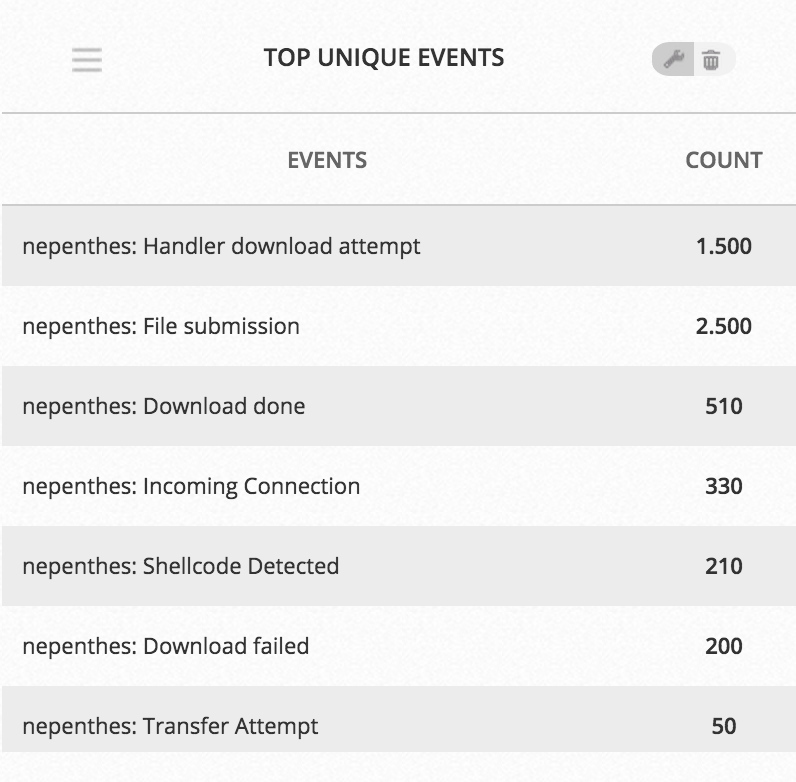 TOP UNIQUE EVENTS
EVENTS COUNT
nepenthes: Handler download attempt 1.500
nepenthes: File submission 2.500
nepenthes: Download done 510
nepenthes: Incoming Connection 330
nepenthes: Shellcode Detected 210
nepenthes: Download failed 200
nepenthes: Transfer Attempt 50